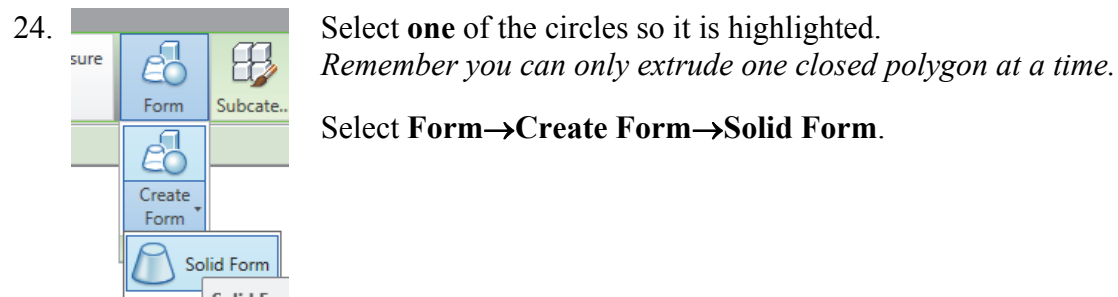 24.
Select one of the circles so it is highlighted.
Remember you can only extrude one closed polygon at a time.
Select Form→Create Form→Solid Form.
sure
Form
Subcate..
Create
Form
Solid Form